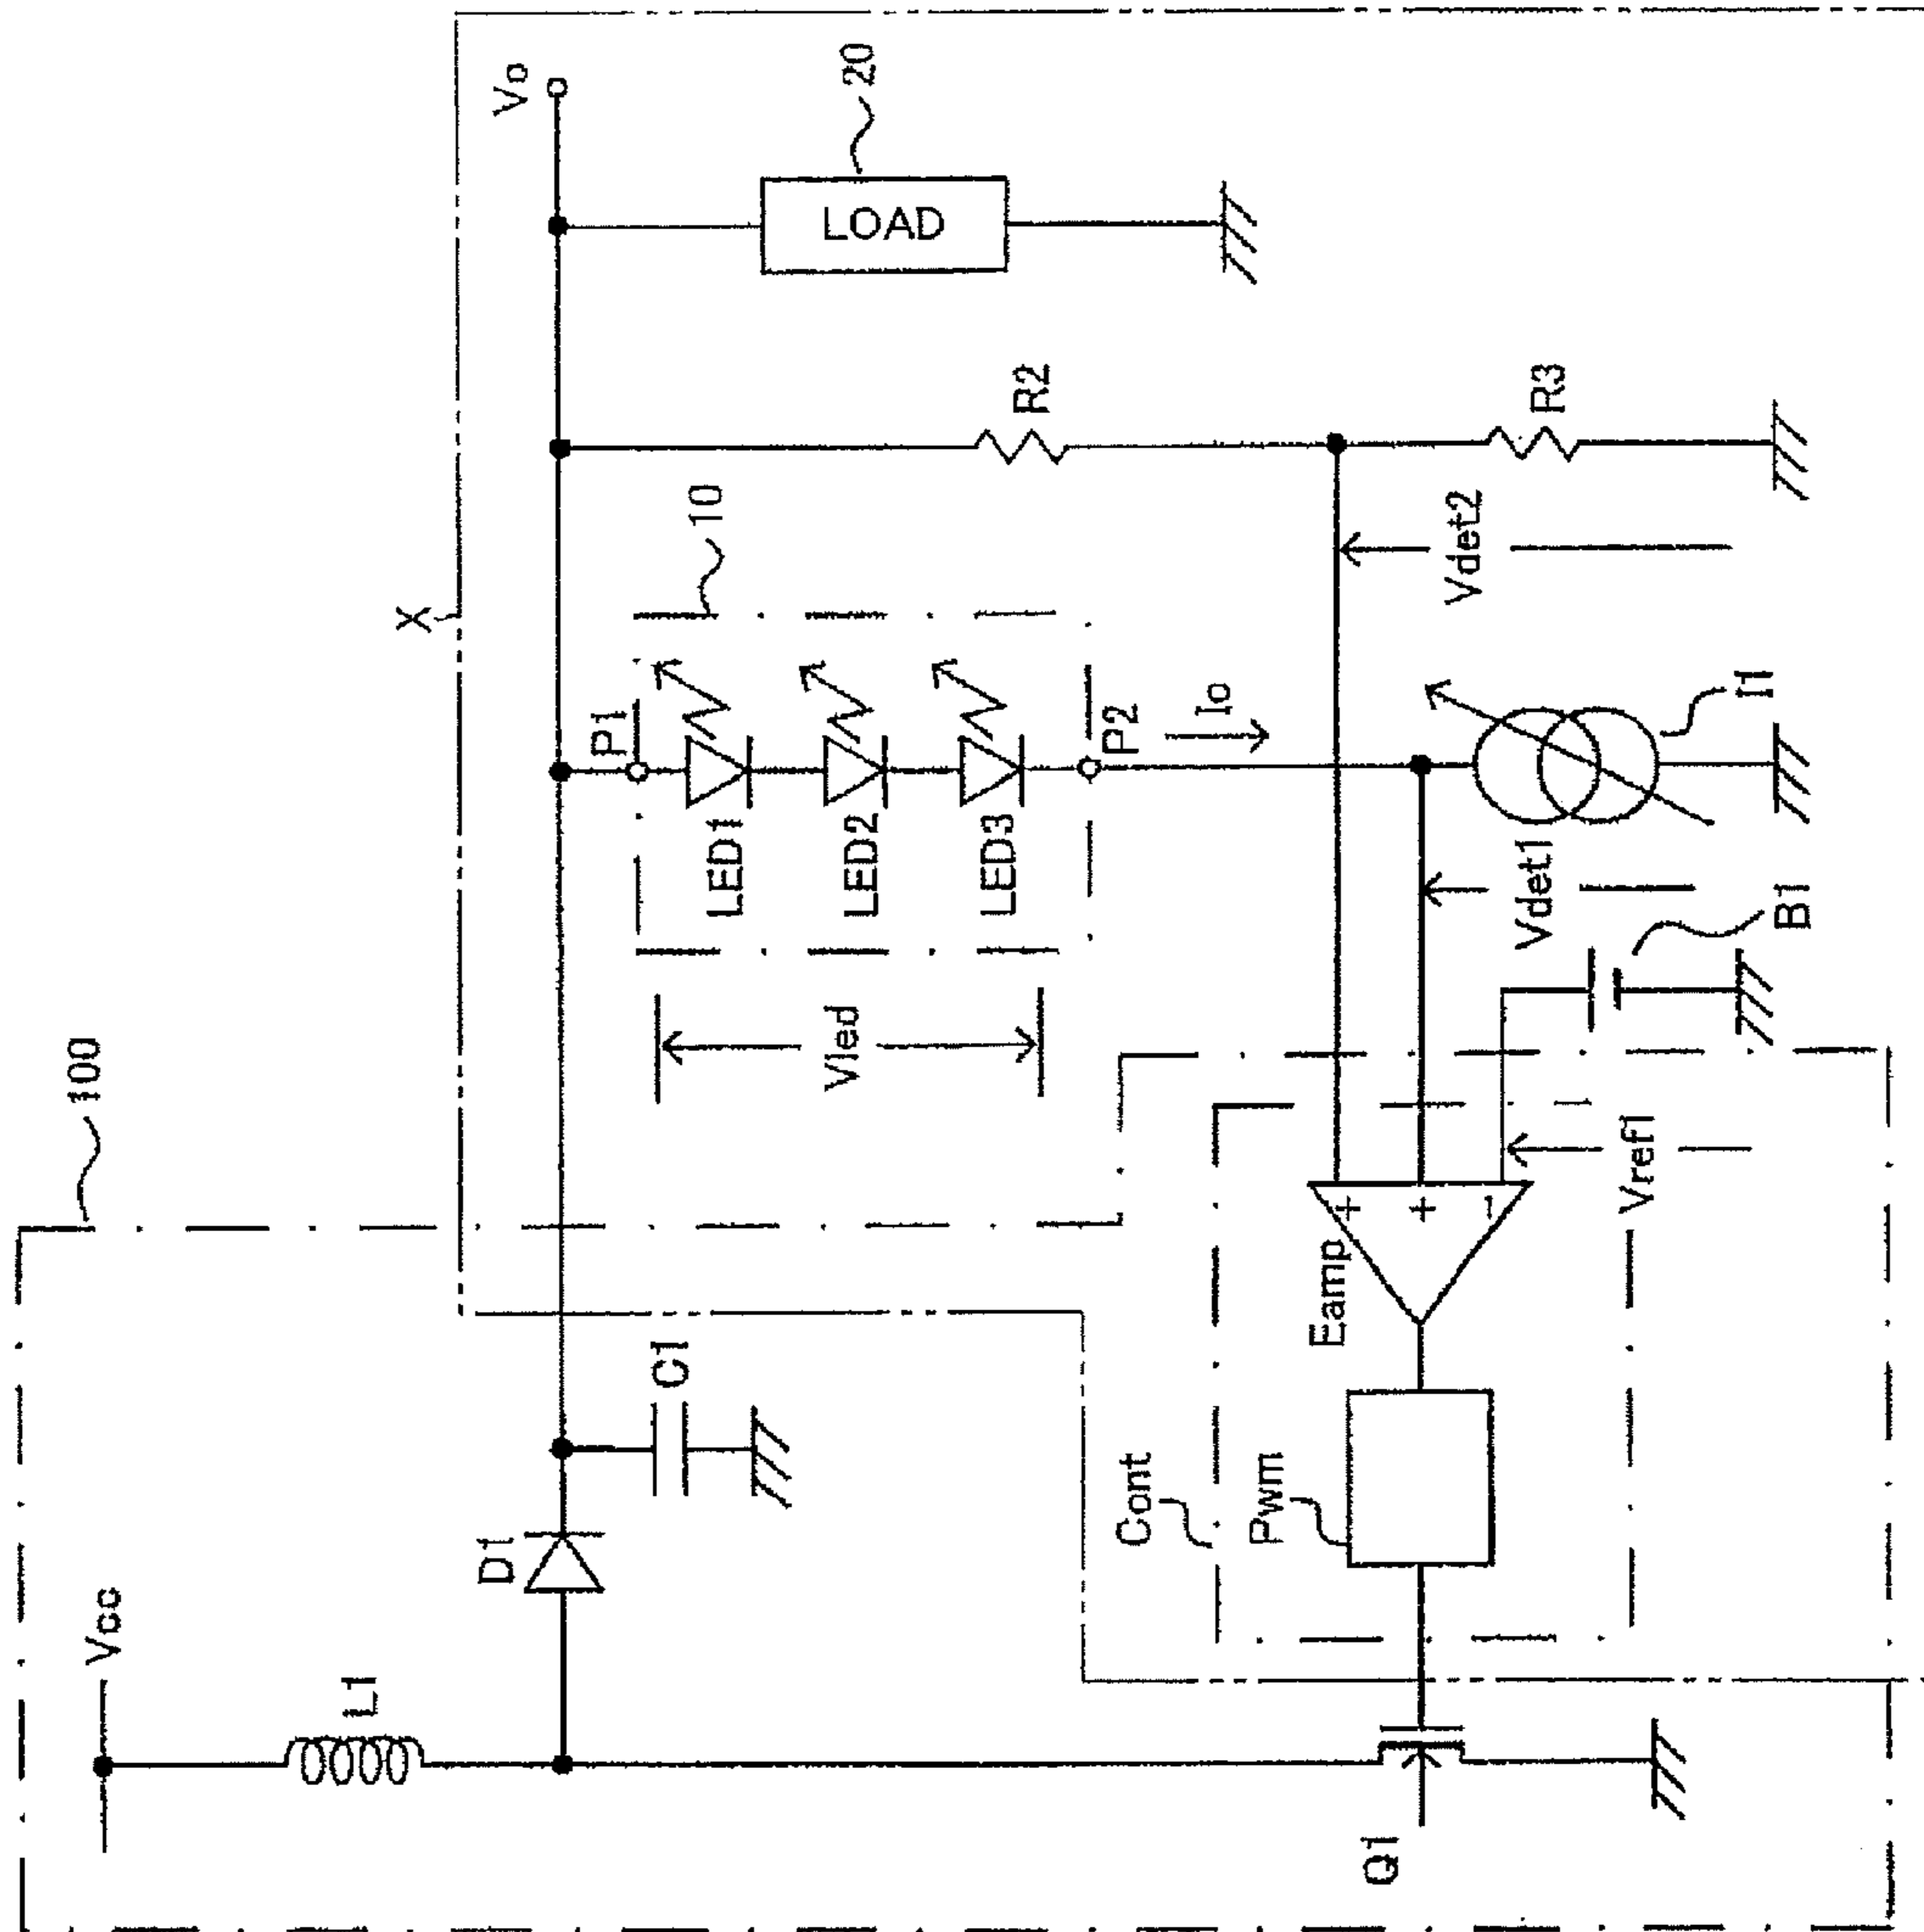 100
X
Vcc
Vo
L1
D1
C1
P1
10
20
LED1
LED2
LED3
LOAD
Vled
P2
Io
R2
R3
Cont
Pwm
Eamp
+
+
-
Vref1
Vdet1
Vdet2
B1
I1
Q1